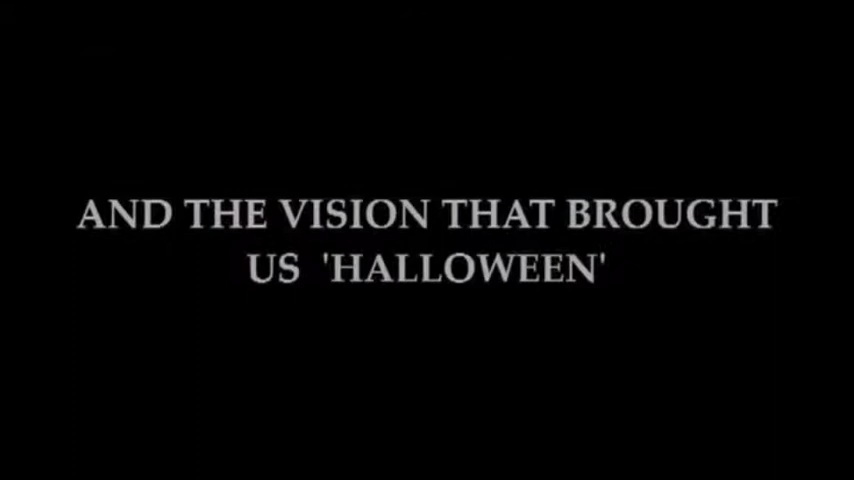 AND THE VISION THAT BROUGHT
US 'HALLOWEEN'